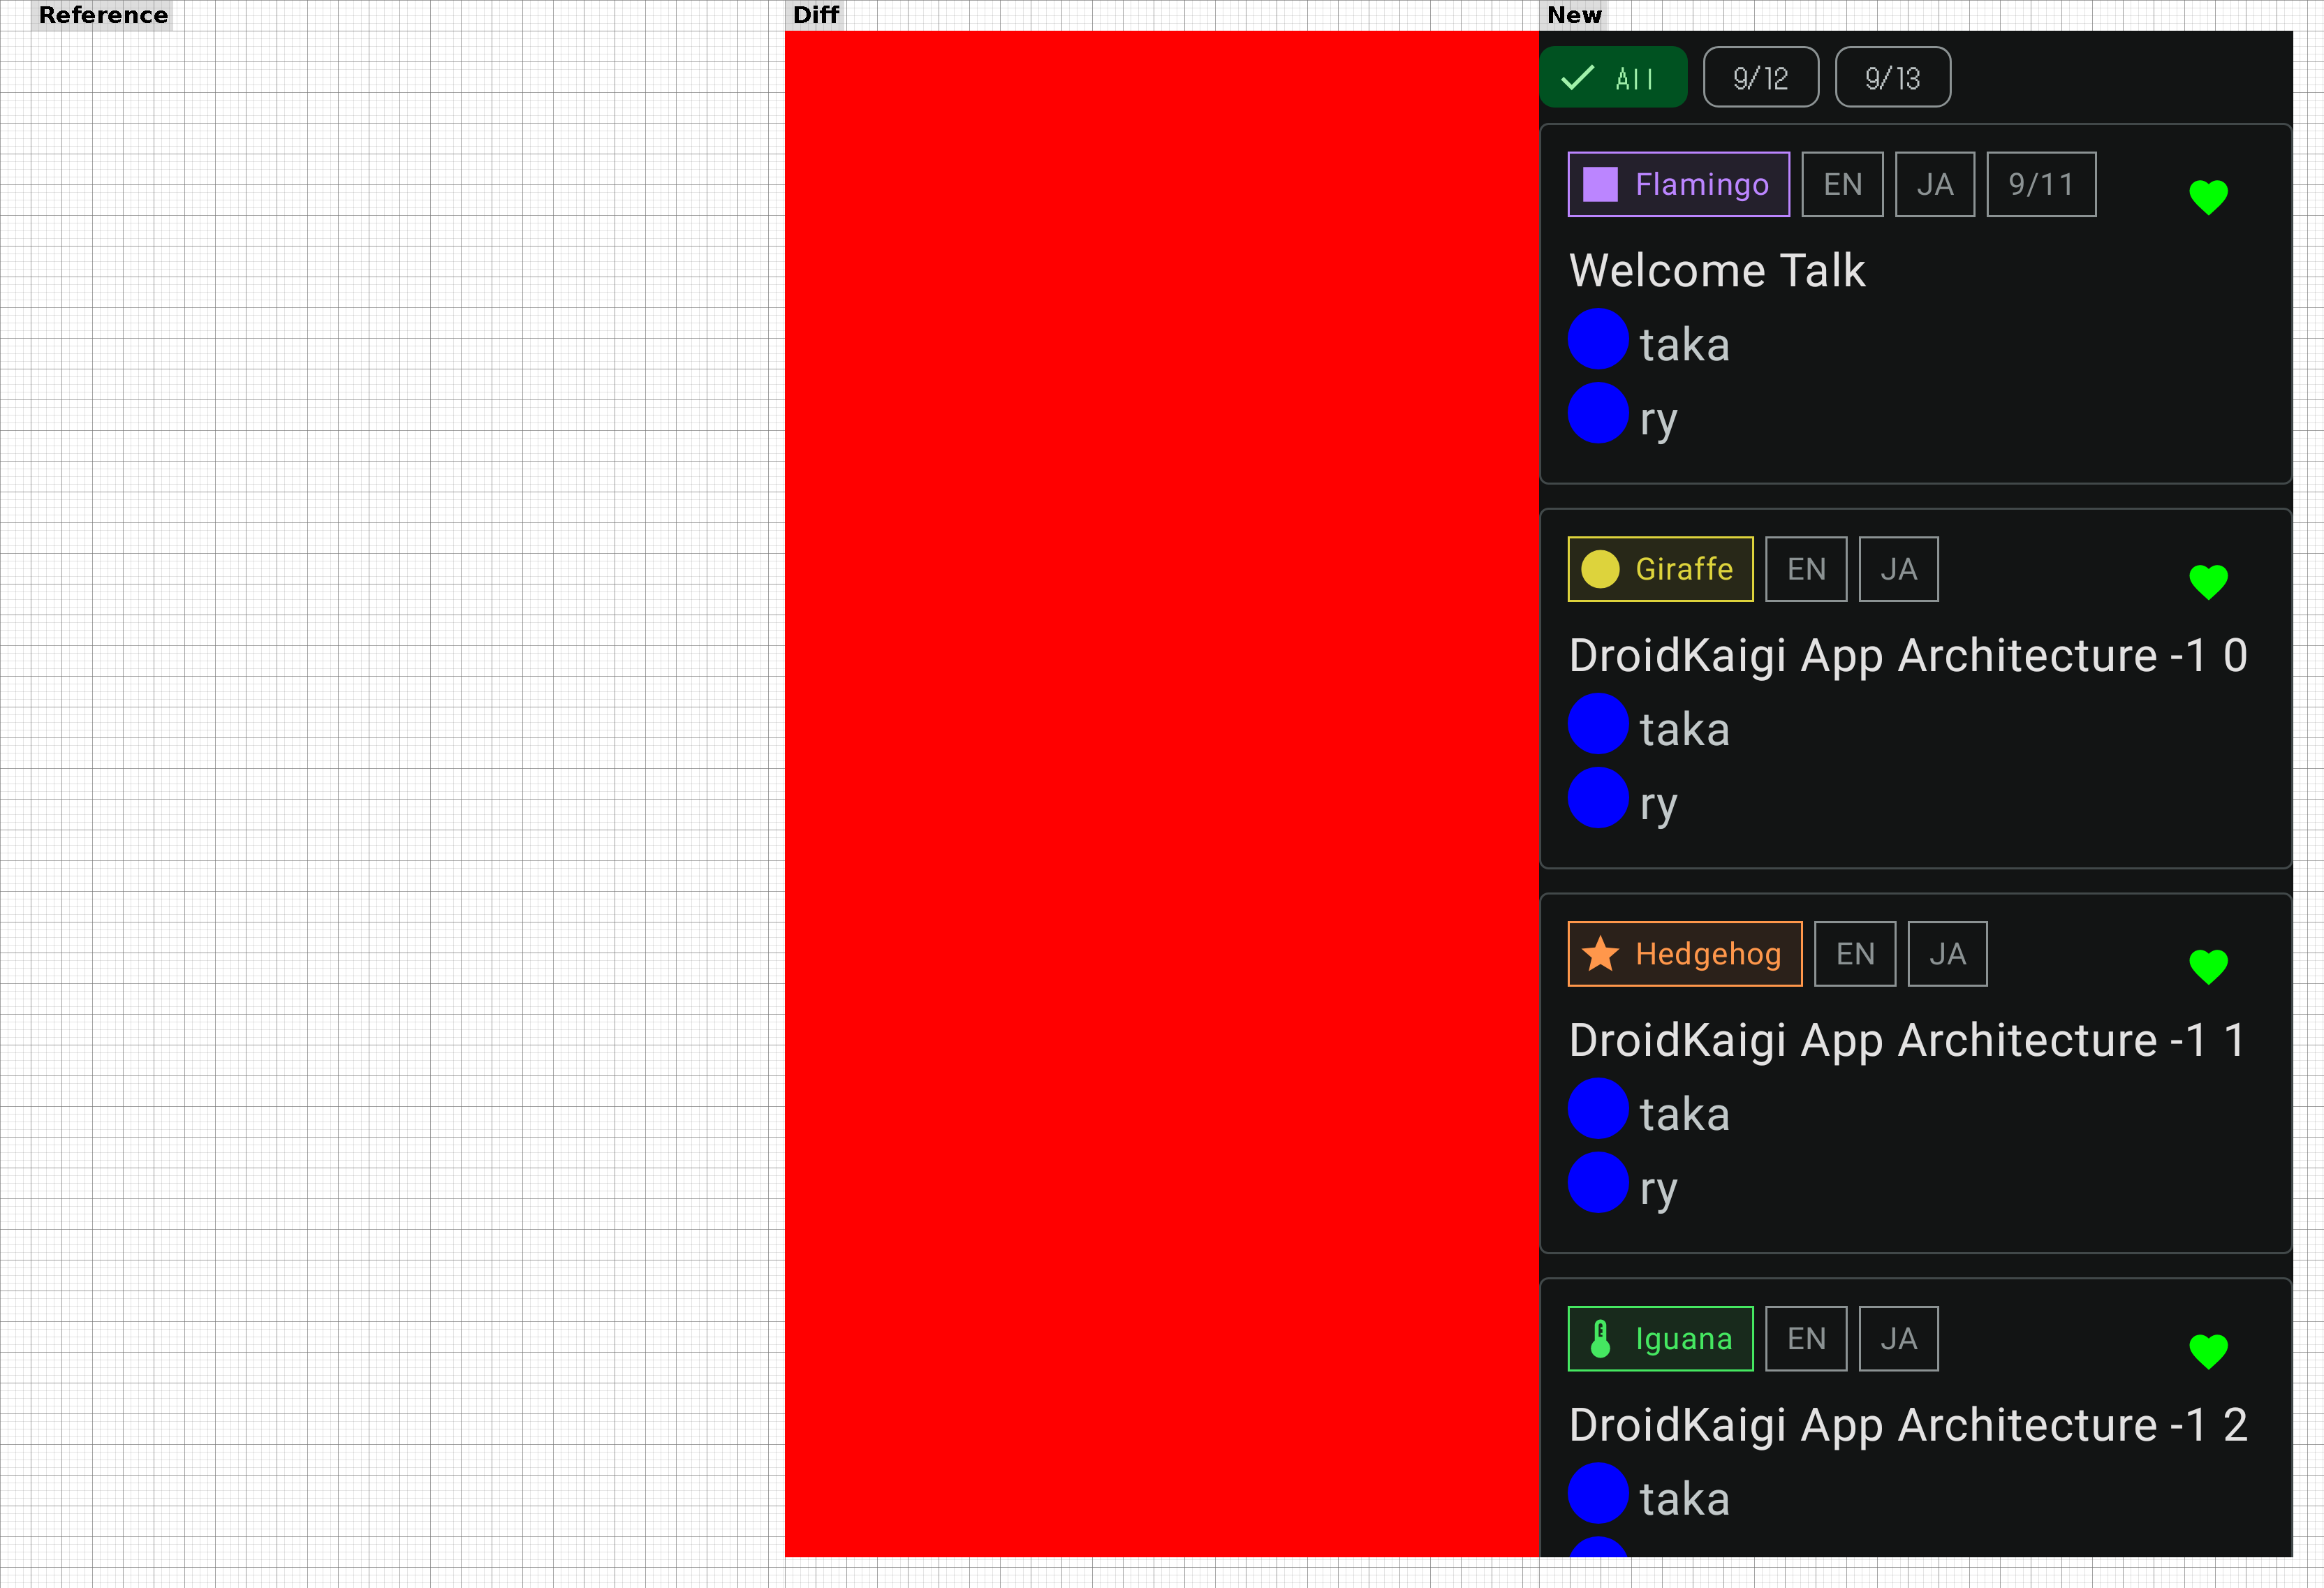 Reference Diff New
All 9/12 9/13
Flamingo EN JA 9/11
Welcome Talk
taka
ry
Giraffe EN JA
DroidKaigi App Architecture -1 0
taka
ry
Hedgehog EN JA
DroidKaigi App Architecture -1 1
taka
ry
Iguana EN JA
DroidKaigi App Architecture -1 2
taka